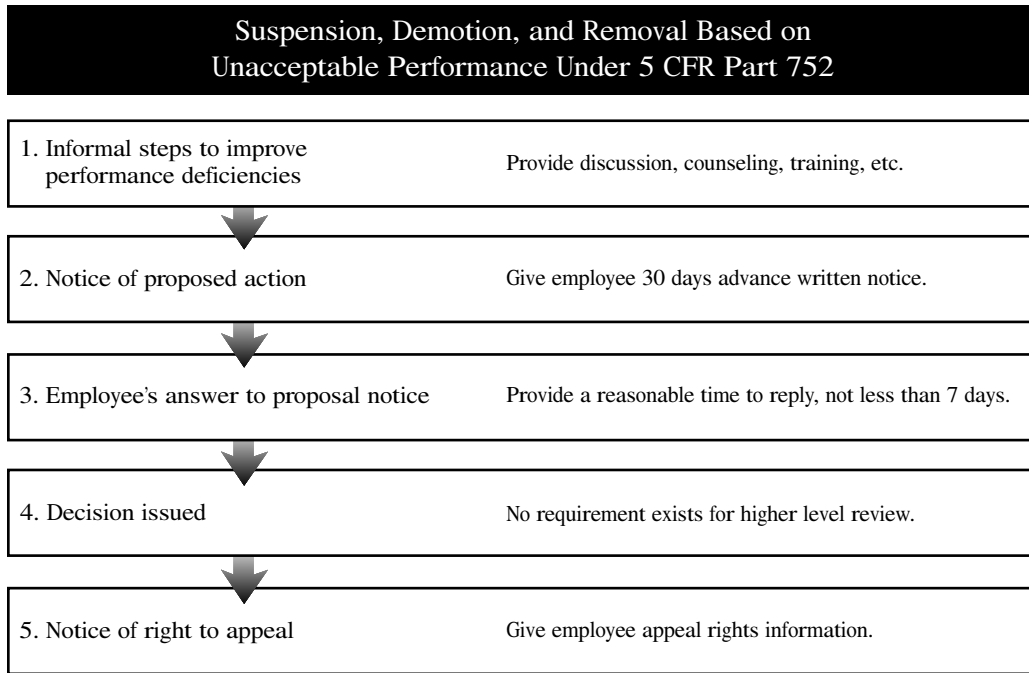 Suspension, Demotion, and Removal Based on
Unacceptable Performance Under 5 CFR Part 752
1. Informal steps to improve
performance deficiencies
Provide discussion, counseling, training, etc.
2. Notice of proposed action
Give employee 30 days advance written notice.
3. Employee's answer to proposal notice
Provide a reasonable time to reply, not less than 7 days.
4. Decision issued
No requirement exists for higher level review.
5. Notice of right to appeal
Give employee appeal rights information.